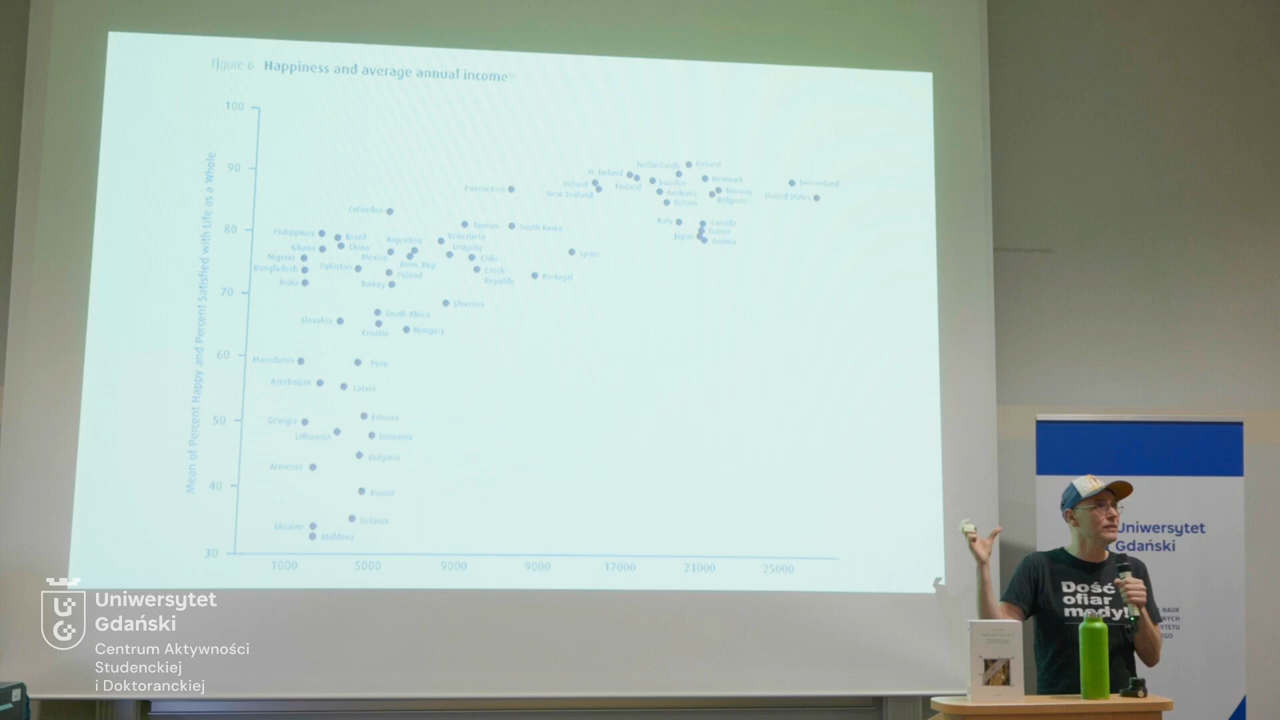 Figure 6 Happiness and average annual income
Mean of Percent Happy and Percent Satisfied with Life as a Whole
100
90
80
70
60
50
40
30
1000
5000
9000
9000
17000
21000
25000
Netherlands
Iceland
N. Ireland
Ireland
New Zealand
Finland
Sweden
Denmark
Australia
Norway
Belgium
Britain
Switzerland
United States
Puerto Rico
Colombia
Italy
Canada
France
Japan
Austria
Taiwan
South Korea
Philippines
Brazil
Ghana
China
Argentina
Venezuela
Uruguay
Mexico
Dom. Rep.
Chile
Spain
Nigeria
Bangladesh
Pakistan
Poland
Czech
Republic
Portugal
India
Turkey
Slovenia
Slovakia
South Africa
Croatia
Hungary
Macedonia
Peru
Azerbaijan
Latvia
Georgia
Estonia
Lithuania
Romania
Bulgaria
Armenia
Russia
Ukraine
Belarus
Moldova
Uniwersytet
Gdański
Dość
ofiar
mody!
Uniwersytet
Gdański
Centrum Aktywności
Studenckiej
i Doktoranckiej